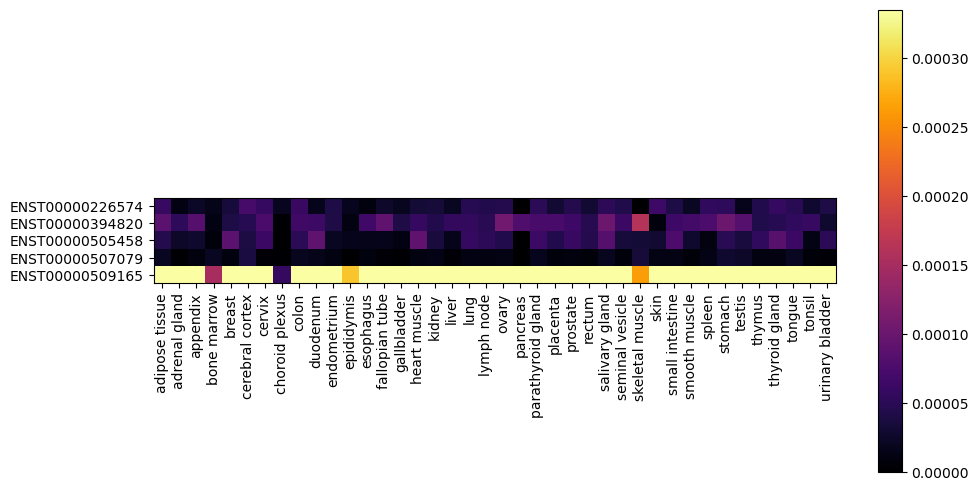 ENST00000226574
ENST00000394820
ENST00000505458
ENST00000507079
ENST00000509165
adipose tissue
adrenal gland
appendix
bone marrow
breast
cerebral cortex
cervix
choroid plexus
colon
duodenum
endometrium
epididymis
esophagus
fallopian tube
gallbladder
heart muscle
kidney
liver
lung
lymph node
ovary
pancreas
parathyroid gland
placenta
prostate
rectum
salivary gland
seminal vesicle
skeletal muscle
skin
small intestine
smooth muscle
spleen
stomach
testis
thymus
thyroid gland
tongue
tonsil
urinary bladder
0.00030
0.00025
0.00020
0.00015
0.00010
0.00005
0.00000